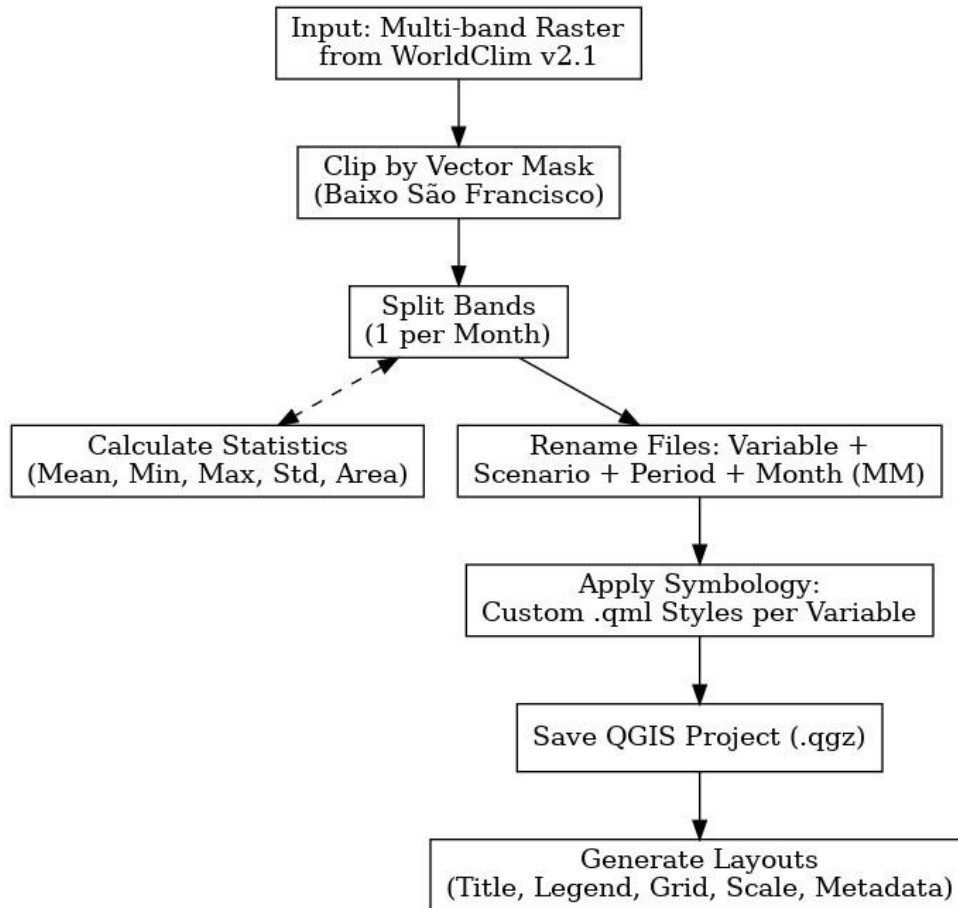 Input: Multi-band Raster
from WorldClim v2.1
Clip by Vector Mask
(Baixo São Francisco)
Split Bands
(1 per Month)
Calculate Statistics
(Mean, Min, Max, Std, Area)
Rename Files: Variable +
Scenario + Period + Month (MM)
Apply Symbology:
Custom .qml Styles per Variable
Save QGIS Project (.qgz)
Generate Layouts
(Title, Legend, Grid, Scale, Metadata)